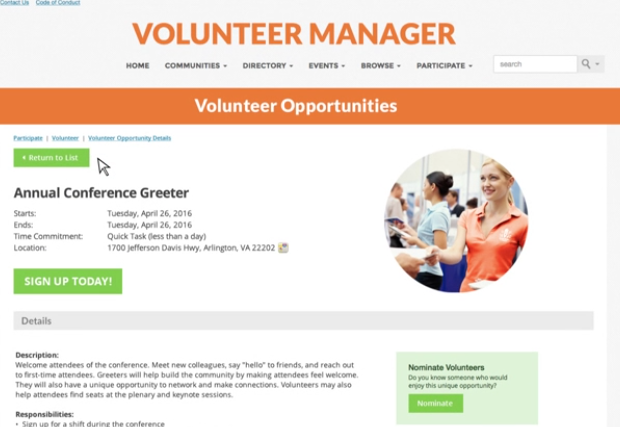 Contact Us Code of Conduct
VOLUNTEER MANAGER
HOME COMMUNITIES DIRECTORY EVENTS BROWSE PARTICIPATE search
Volunteer Opportunities
Participate | Volunteer | Volunteer Opportunity Details
Return to List
Annual Conference Greeter
Starts: Tuesday, April 26, 2016
Ends: Tuesday, April 26, 2016
Time Commitment: Quick Task (less than a day)
Location: 1700 Jefferson Davis Hwy, Arlington, VA 22202
SIGN UP TODAY!
Details
Description:
Welcome attendees of the conference. Meet new colleagues, say "hello" to friends, and reach out
to first-time attendees. Greeters will help build the community by making attendees feel welcome.
They will also have a unique opportunity to network and make connections. Volunteers may also
help attendees find seats at the plenary and keynote sessions.
Nominate Volunteers
Do you know someone who would
enjoy this unique opportunity?
Nominate
Responsibilities:
• Sign up for a shift during the conference